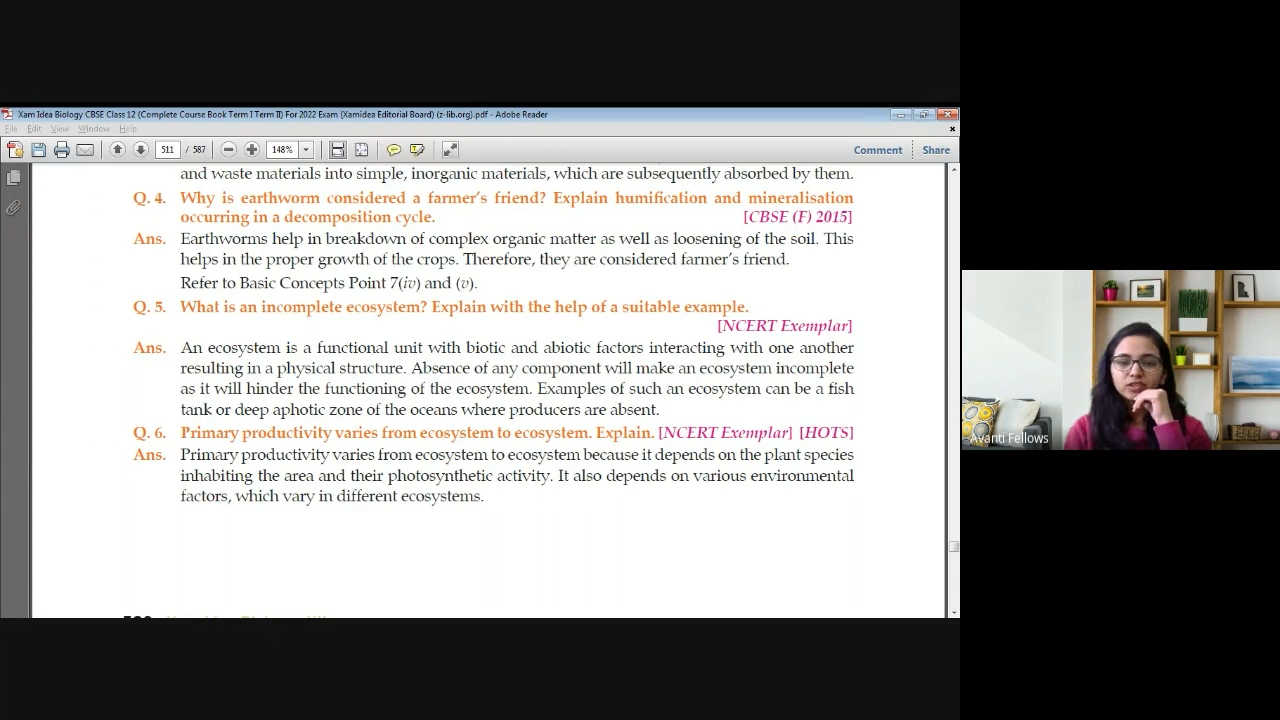 Xam Idea Biology CBSE Class 12 (Complete Course Book Term I Term II) For 2022 Exam (Xamidea Editorial Board) (z-lib.org).pdf - Adobe Reader
File Edit View Window Help
511 / 587 148% Comment Share
and waste materials into simple, inorganic materials, which are subsequently absorbed by them.
Q. 4. Why is earthworm considered a farmer's friend? Explain humification and mineralisation
occurring in a decomposition cycle. [CBSE (F) 2015]
Ans. Earthworms help in breakdown of complex organic matter as well as loosening of the soil. This
helps in the proper growth of the crops. Therefore, they are considered farmer's friend.
Refer to Basic Concepts Point 7(iv) and (v).
Q. 5. What is an incomplete ecosystem? Explain with the help of a suitable example.
[NCERT Exemplar]
Ans. An ecosystem is a functional unit with biotic and abiotic factors interacting with one another
resulting in a physical structure. Absence of any component will make an ecosystem incomplete
as it will hinder the functioning of the ecosystem. Examples of such an ecosystem can be a fish
tank or deep aphotic zone of the oceans where producers are absent.
Q. 6. Primary productivity varies from ecosystem to ecosystem. Explain. [NCERT Exemplar] [HOTS]
Ans. Primary productivity varies from ecosystem to ecosystem because it depends on the plant species
inhabiting the area and their photosynthetic activity. It also depends on various environmental
factors, which vary in different ecosystems.
Avanti Fellows